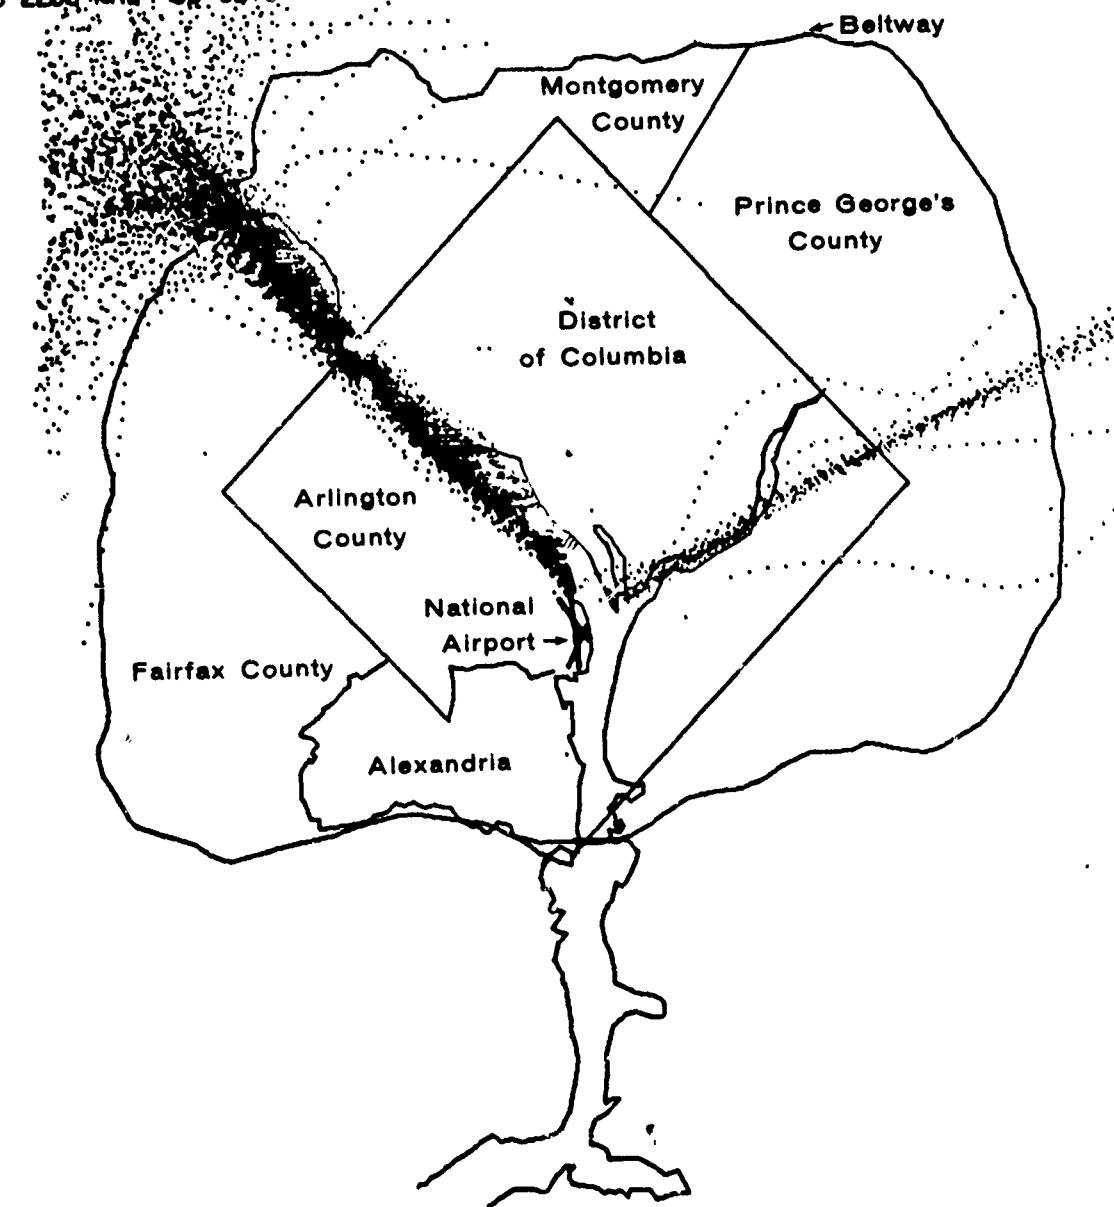 Beltway
Montgomery
County
Prince George's
County
District
of Columbia
Arlington
County
National
Airport
Fairfax County
Alexandria